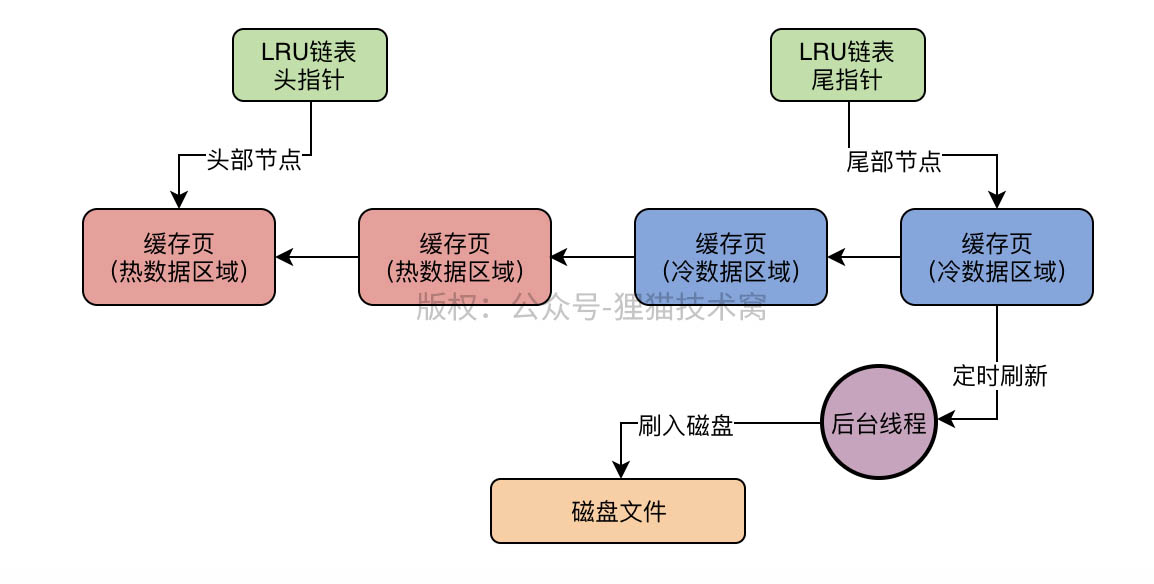 LRU链表
头指针
LRU链表
尾指针
头部节点
尾部节点
缓存页
（热数据区域）
缓存页
（热数据区域）
缓存页
（冷数据区域）
缓存页
（冷数据区域）
版权：公众号-狸猫技术窝
定时刷新
后台线程
刷入磁盘
磁盘文件